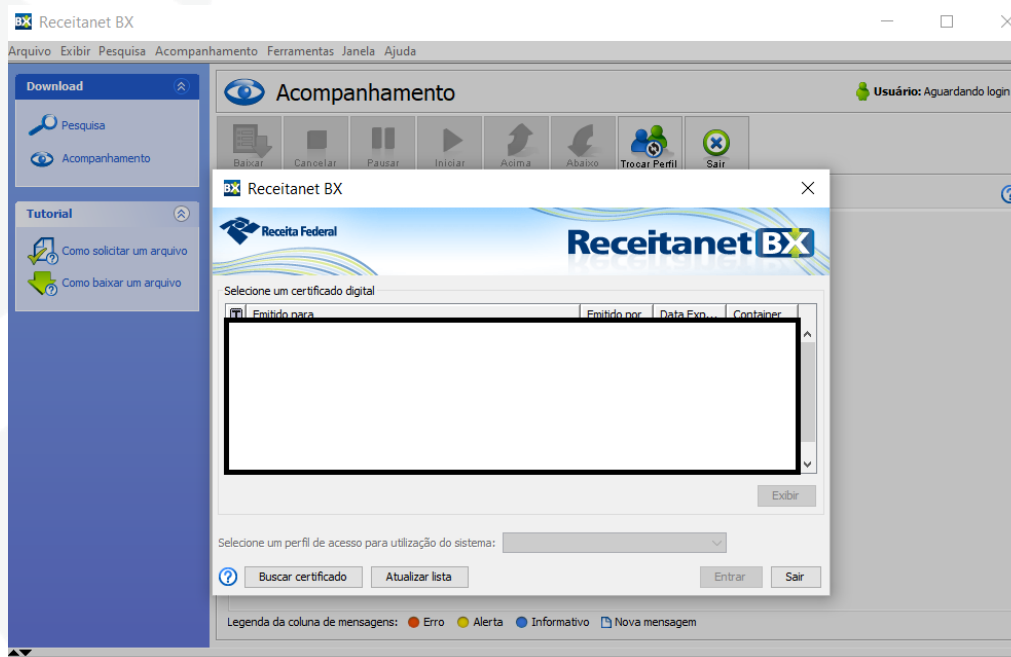 Receitanet BX
Arquivo Exibir Pesquisa Acompanhamento Ferramentas Janela Ajuda
Download
Pesquisa
Acompanhamento
Tutorial
Como solicitar um arquivo
Como baixar um arquivo
Acompanhamento
Usuário: Aguardando login
Baixar Cancelar Pausar Iniciar Acima Abaixo Trocar Perfil Sair
BX Receitanet BX
Receita Federal
Receitanet BX
Selecione um certificado digital
Emitido para Emitido por Data Exp... Container
Exibir
Selecione um perfil de acesso para utilização do sistema:
Buscar certificado Atualizar lista Entrar Sair
Legenda da coluna de mensagens: Erro Alerta Informativo Nova mensagem